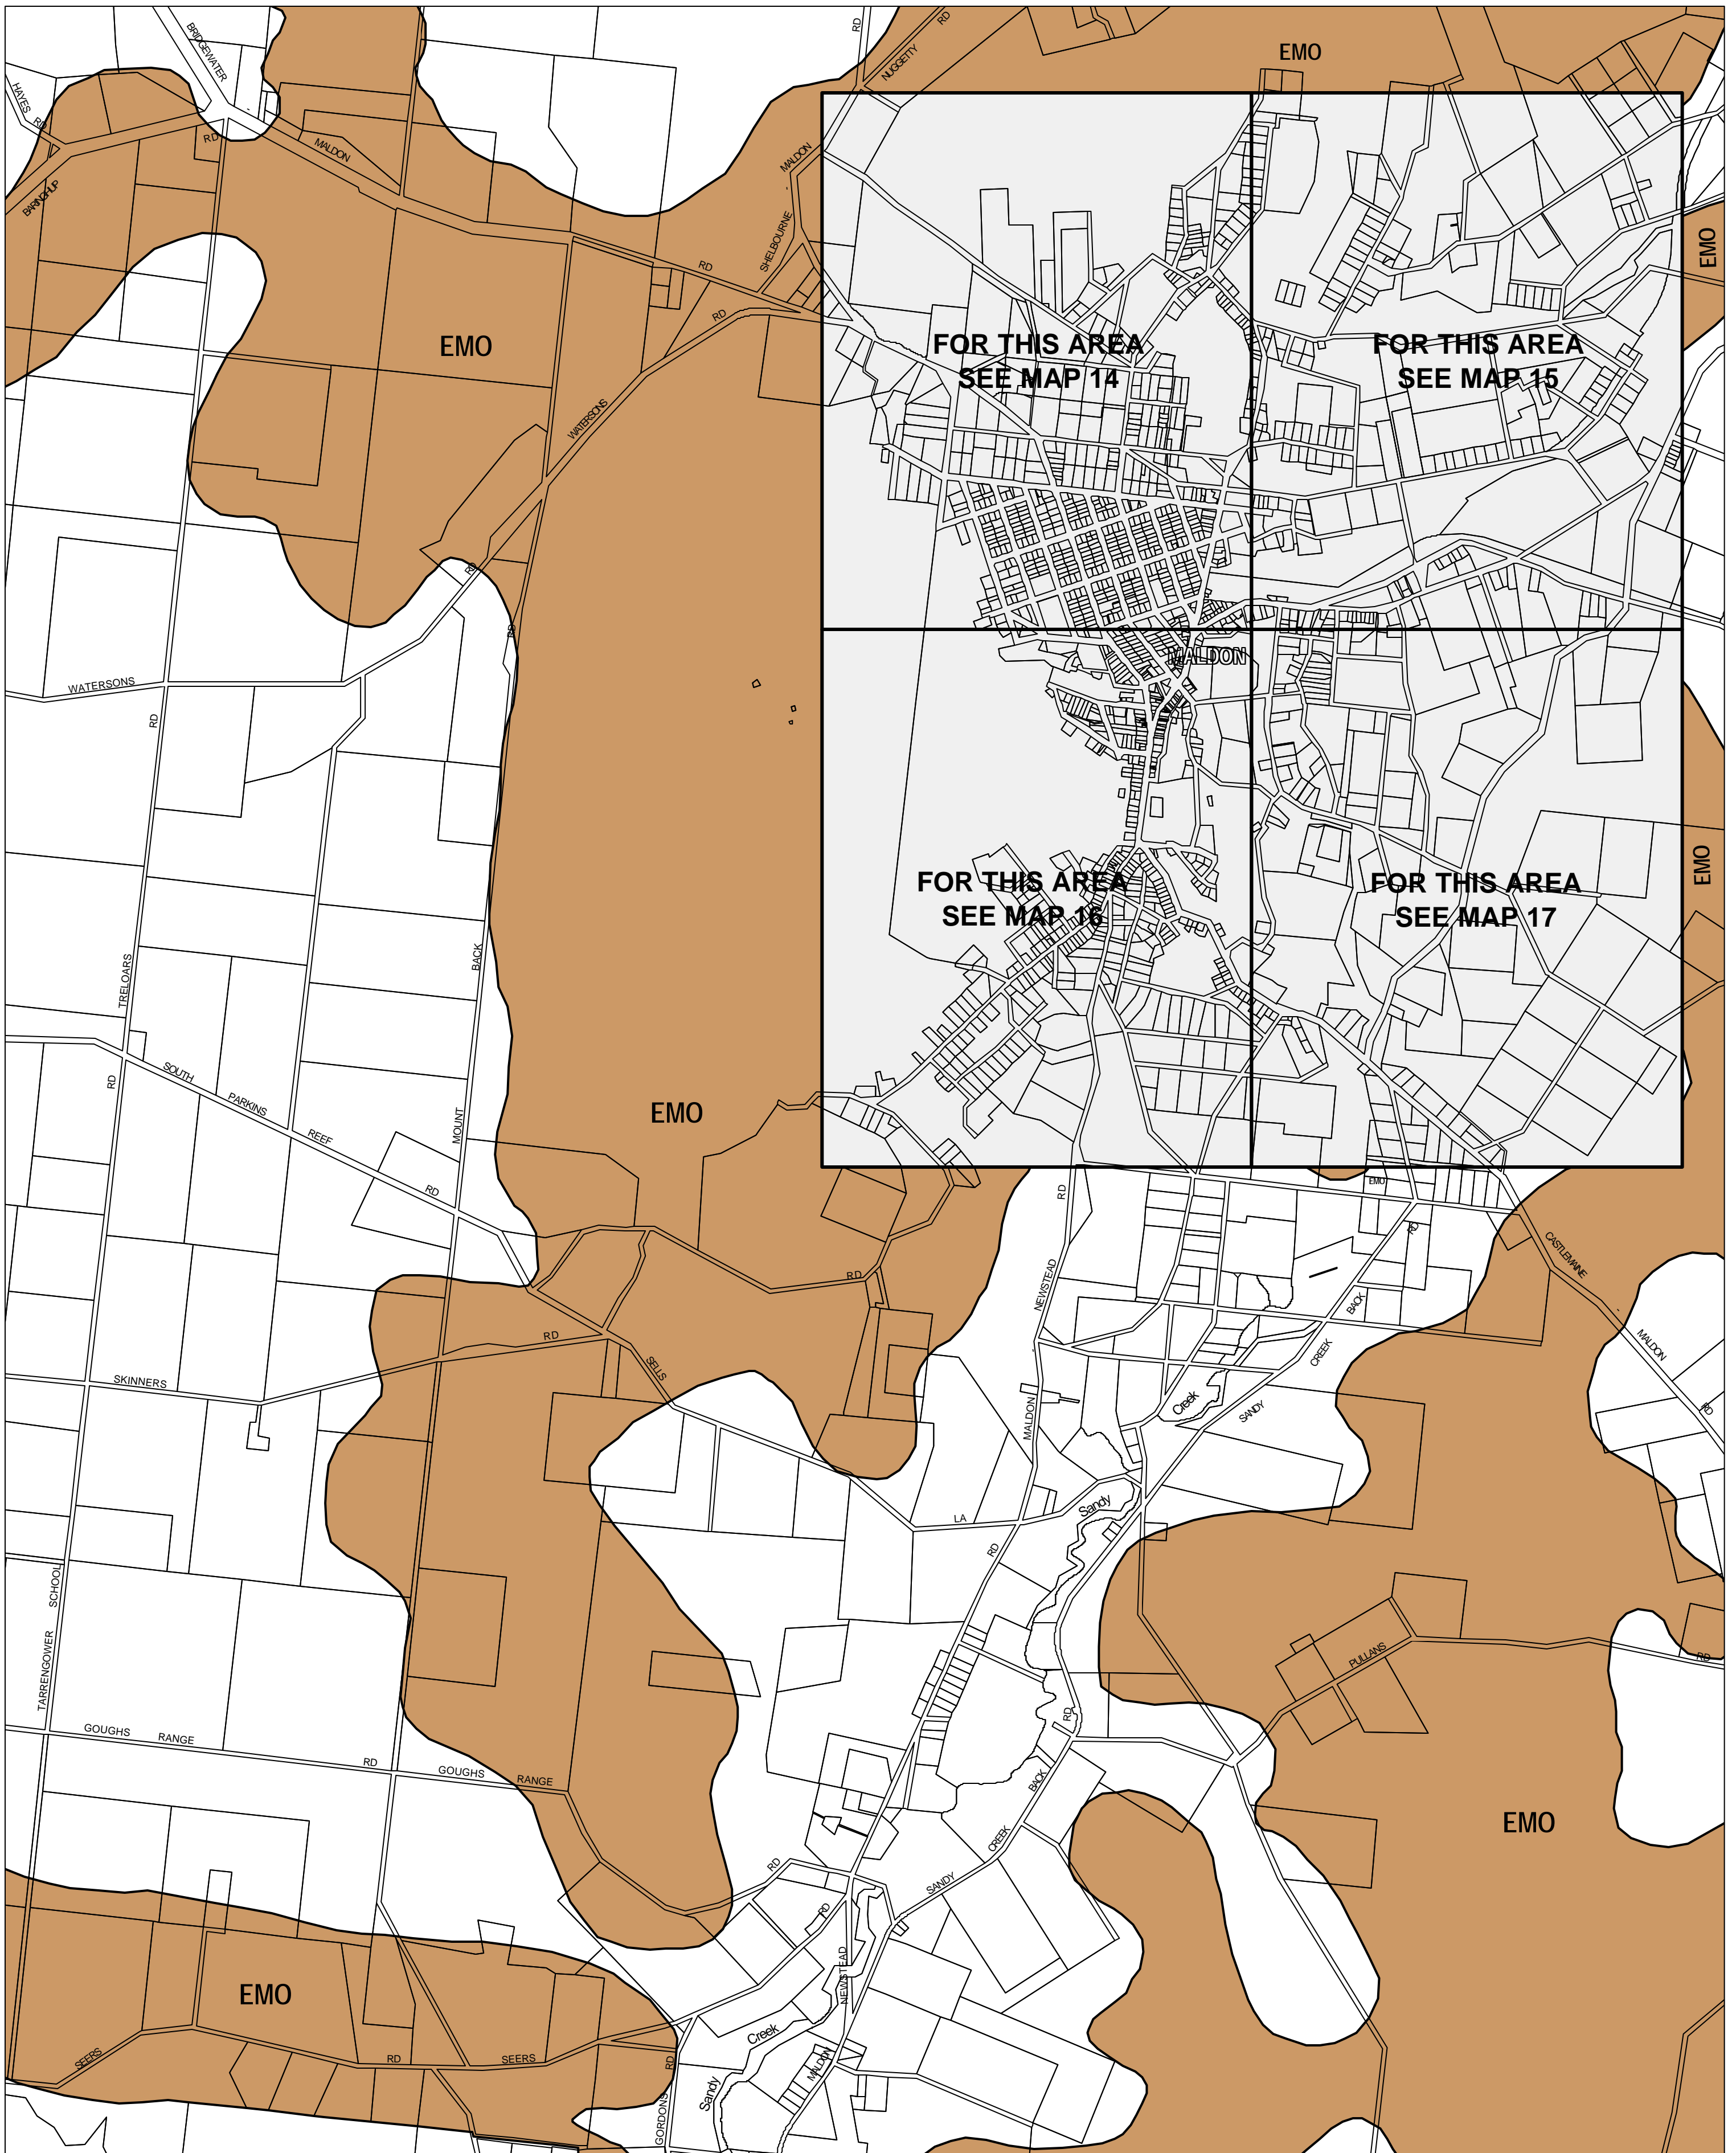 BRIDGEWATER
RD
NUGGETTY
RD
EMO
HAYES
RD
RD
MALDON
MALDON
BARINGHUP
SHELBOURNE
RD
EMO
RD
EMO
FOR THIS AREA
SEE MAP 14
FOR THIS AREA
SEE MAP 15
WATERSONS
RD
RD
MALDON
WATERSONS
RD
EMO
FOR THIS AREA
SEE MAP 16
FOR THIS AREA
SEE MAP 17
BACK
TRELOARS
SOUTH
RD
PARKINS
MOUNT
EMO
REEF
RD
RD
EMO
RD
CASTLEMAINE
NEWSTEAD
RD
BACK
RD
SELLS
CREEK
MALDON
SKINNERS
Creek
SANDY
MALDON
RD
Sandy
LA
RD
SCHOOL
TARRENGOWER
PULLANS
RD
RD
GOUGHS
RANGE
RD
GOUGHS
RANGE
BACK
EMO
CREEK
RD
SANDY
RD
NEWSTEAD
EMO
Creek
SEERS
RD
SEERS
RD
MALDON
Sandy
GORDONS